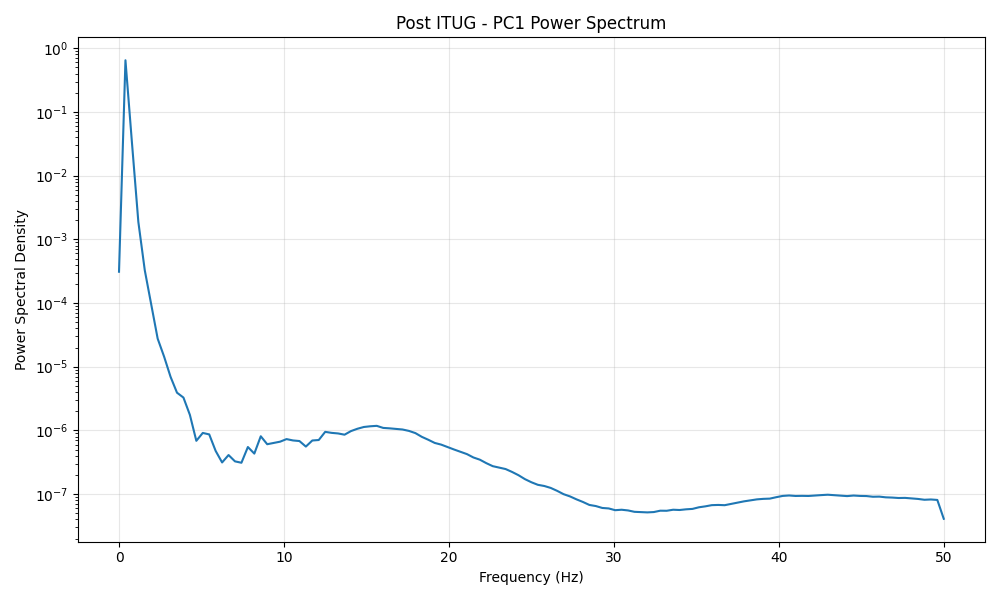 Post ITUG - PC1 Power Spectrum
10⁰
10⁻¹
10⁻²
10⁻³
10⁻⁴
10⁻⁵
10⁻⁶
10⁻⁷
Power Spectral Density
0 10 20 30 40 50
Frequency (Hz)